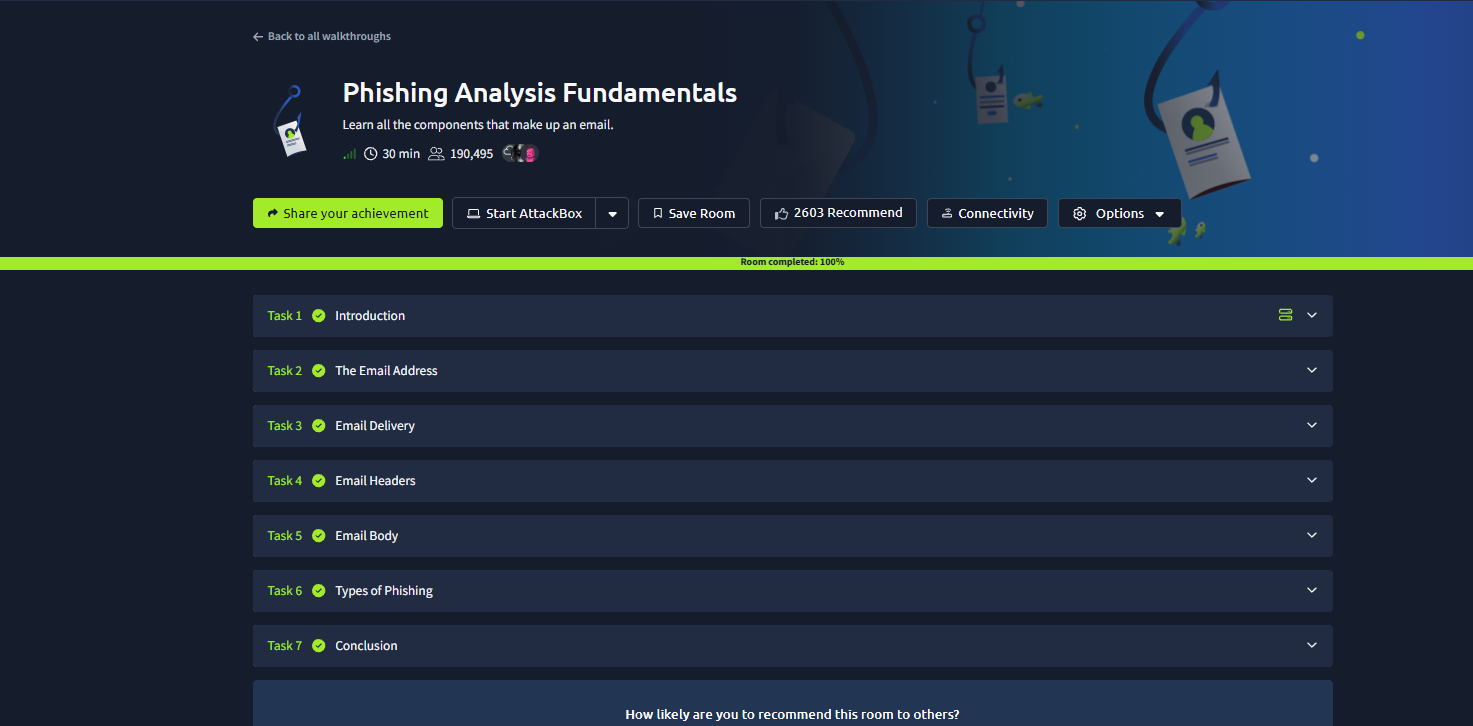 Back to all walkthroughs
Phishing Analysis Fundamentals
Learn all the components that make up an email.
30 min 190,495
Share your achievement Start AttackBox Save Room 2603 Recommend Connectivity Options
Room completed: 100%
Task 1 Introduction
Task 2 The Email Address
Task 3 Email Delivery
Task 4 Email Headers
Task 5 Email Body
Task 6 Types of Phishing
Task 7 Conclusion
How likely are you to recommend this room to others?